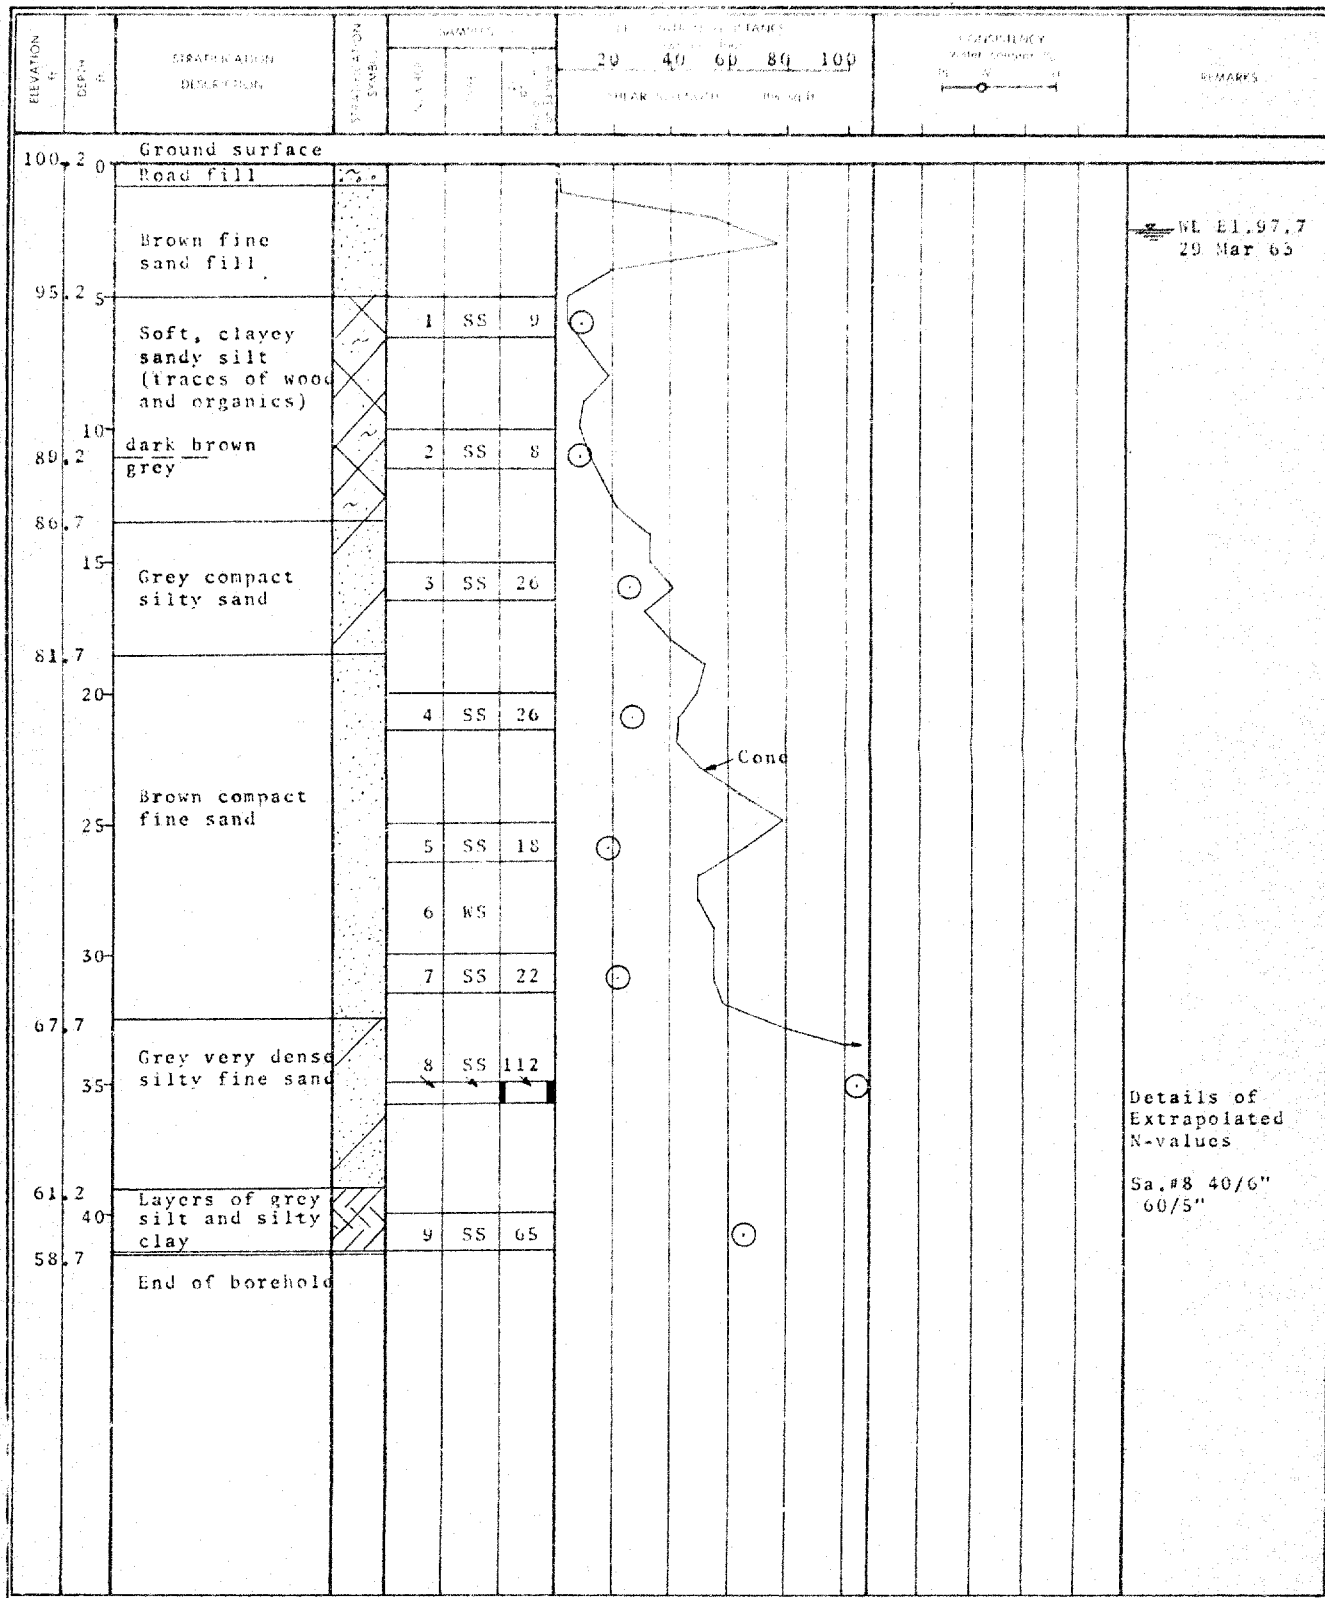 ELEVATION
DEPTH
STRATIFICATION
DESCRIPTION
STRATIFICATION
SYMBOL
SAMPLES
20 40 60 80 100
SHEAR STRENGTH
CONSISTENCY
REMARKS
100.2 0 Ground surface
Road fill
Brown fine
sand fill
WL El.97.7
29 Mar 65
95.2 5
1 SS 9
Soft, clayey
sandy silt
(traces of wood
and organics)
10
dark brown
89.2
2 SS 8
grey
86.7
15
Grey compact
silty sand
3 SS 26
81.7
20
4 SS 26
Cone
Brown compact
fine sand
25
5 SS 18
6 WS
30
7 SS 22
67.7
Grey very dense
silty fine sand
8 SS 112
35
Details of
Extrapolated
N-values
Sa.#8 40/6"
60/5"
61.2
Layers of grey
silt and silty
clay
40
9 SS 65
58.7
End of borehole